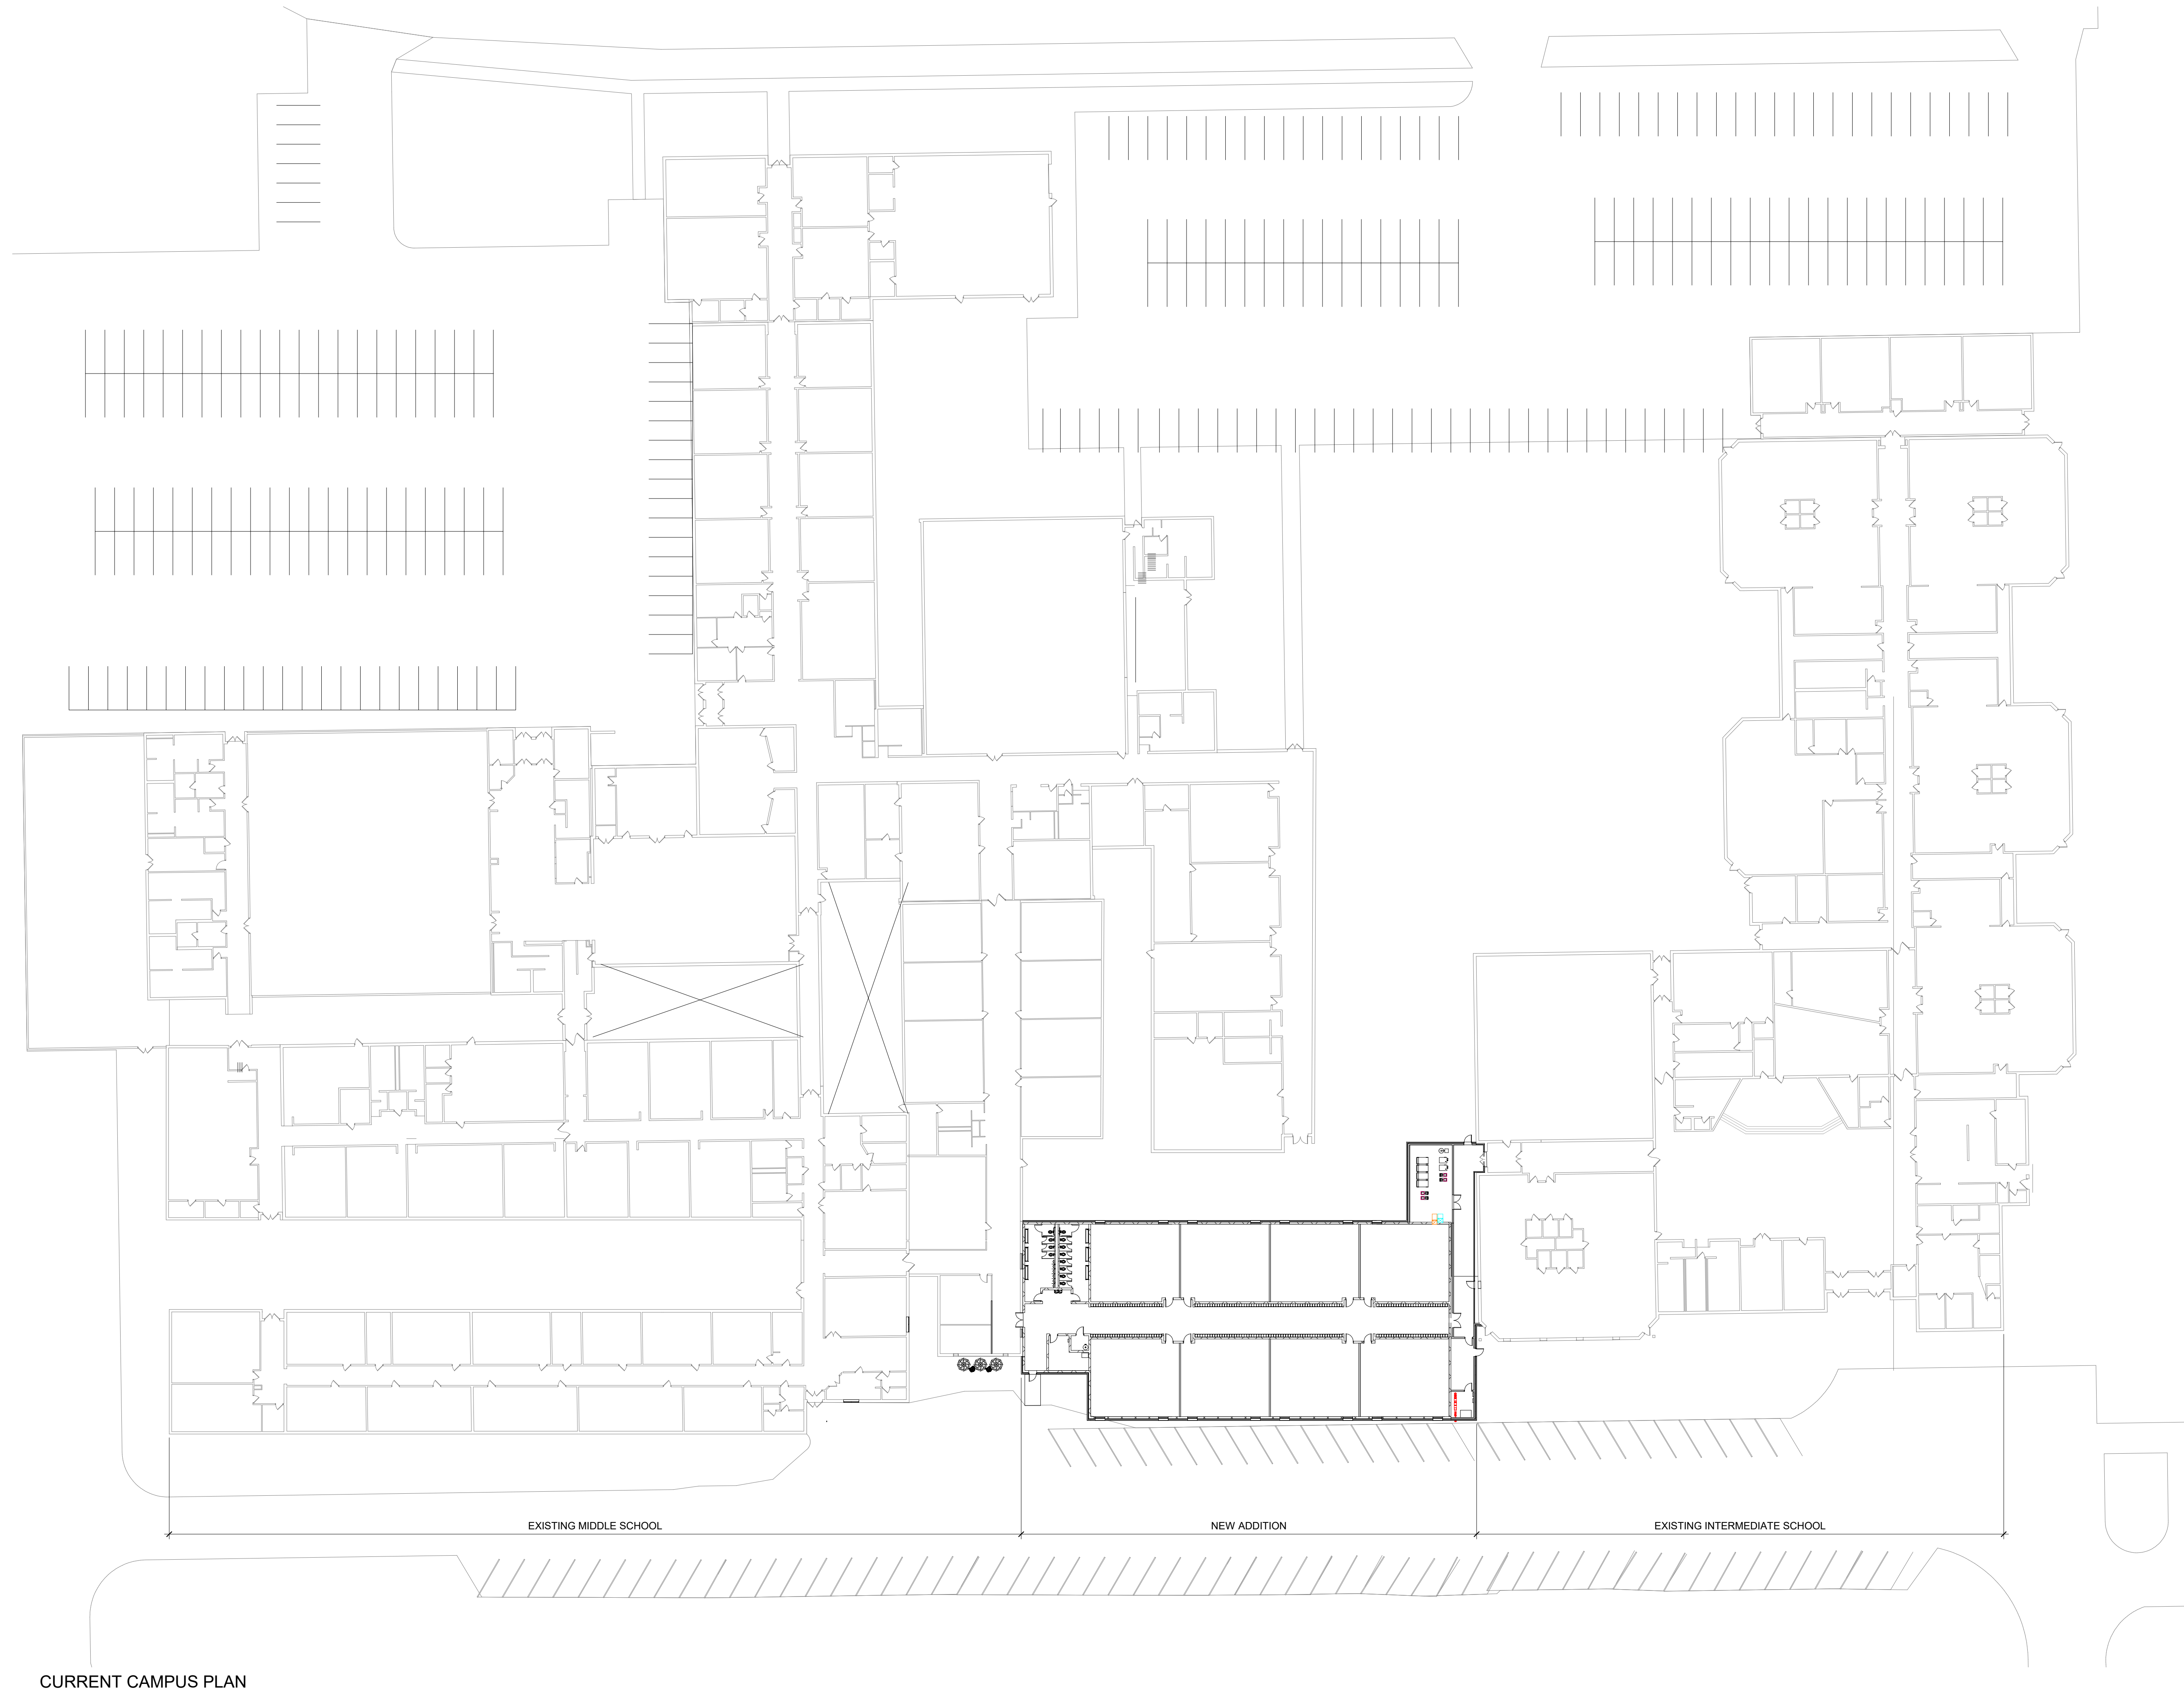 EXISTING MIDDLE SCHOOL
NEW ADDITION
EXISTING INTERMEDIATE SCHOOL
CURRENT CAMPUS PLAN